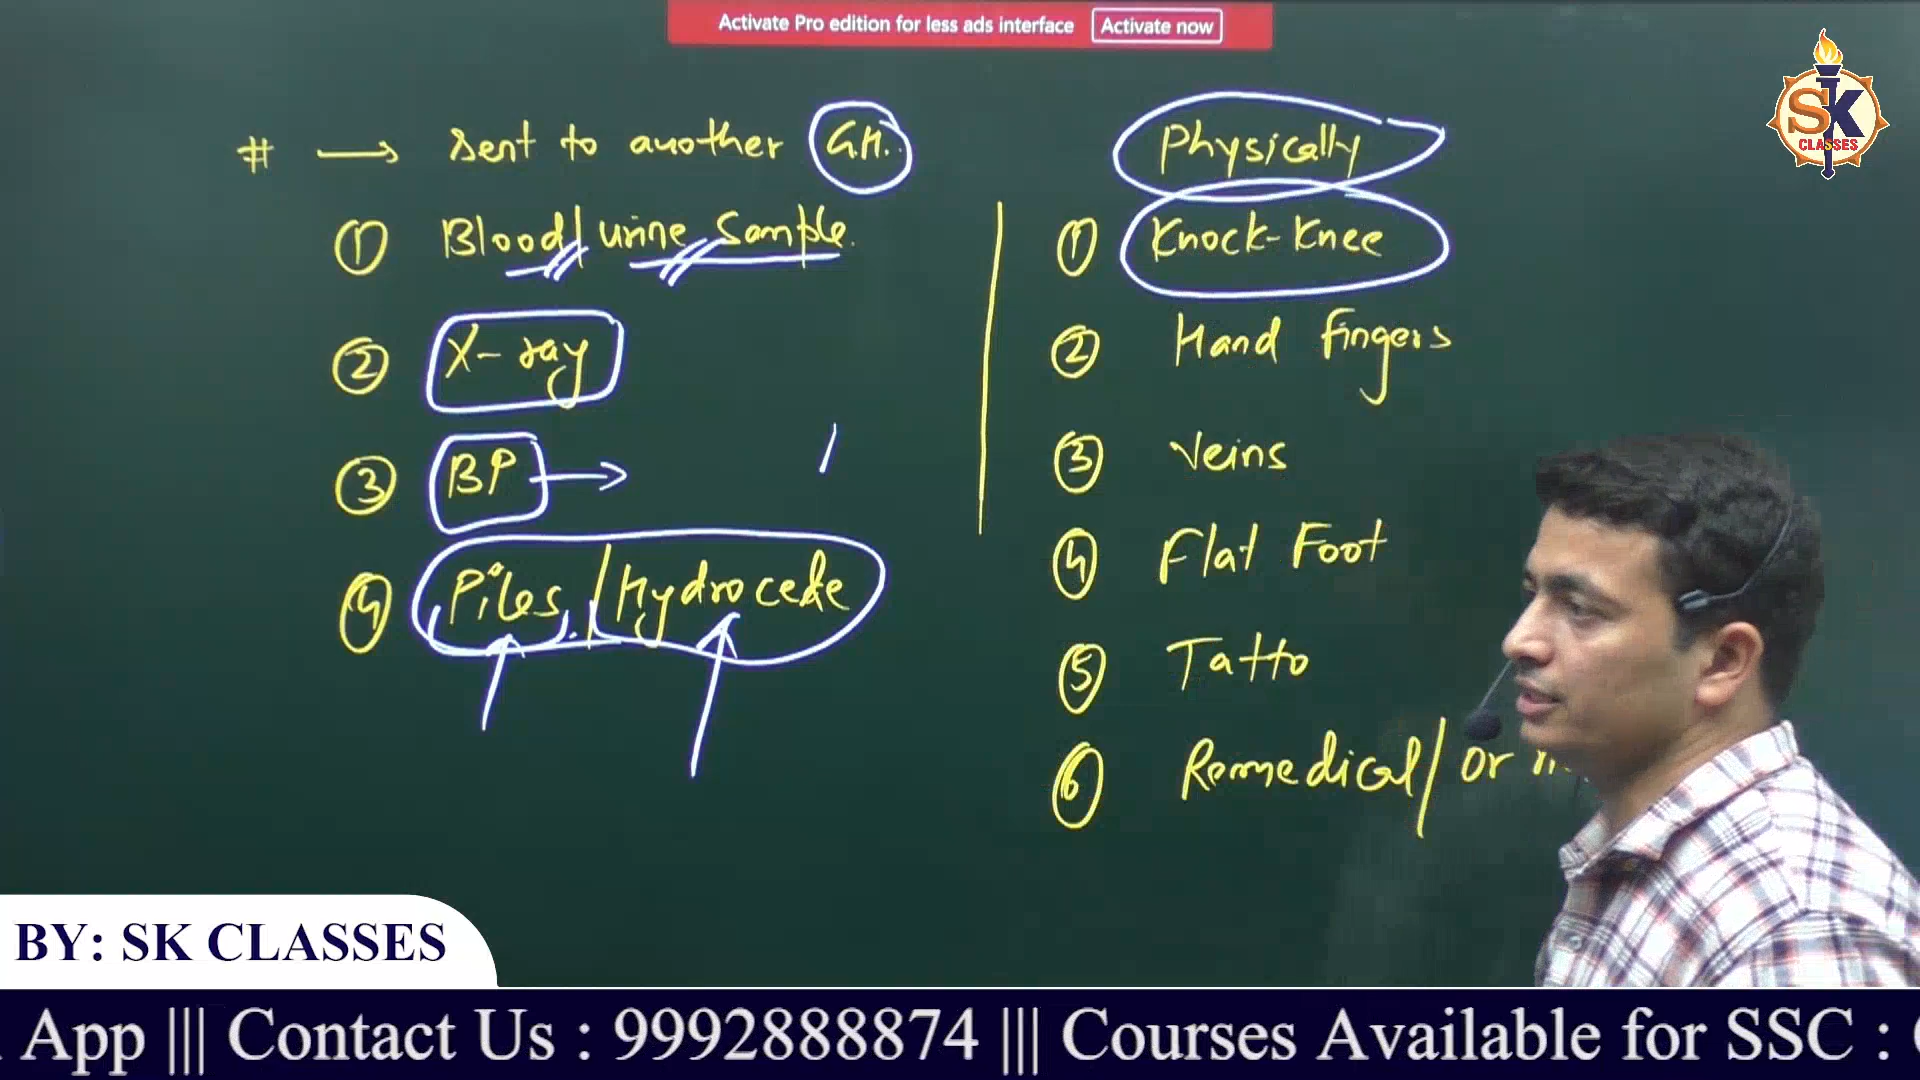 Activate Pro edition for less ads interface Activate now
SK
CLASSES
# → sent to another G.H.
① Blood/urine sample.
② X-ray
③ BP →
④ Piles./Hydrocele
Physically
① Knock-Knee
② Hand fingers
③ Veins
④ Flat Foot
⑤ Tatto
⑥ Remedical/or
BY: SK CLASSES
App ||| Contact Us : 9992888874 ||| Courses Available for SSC :